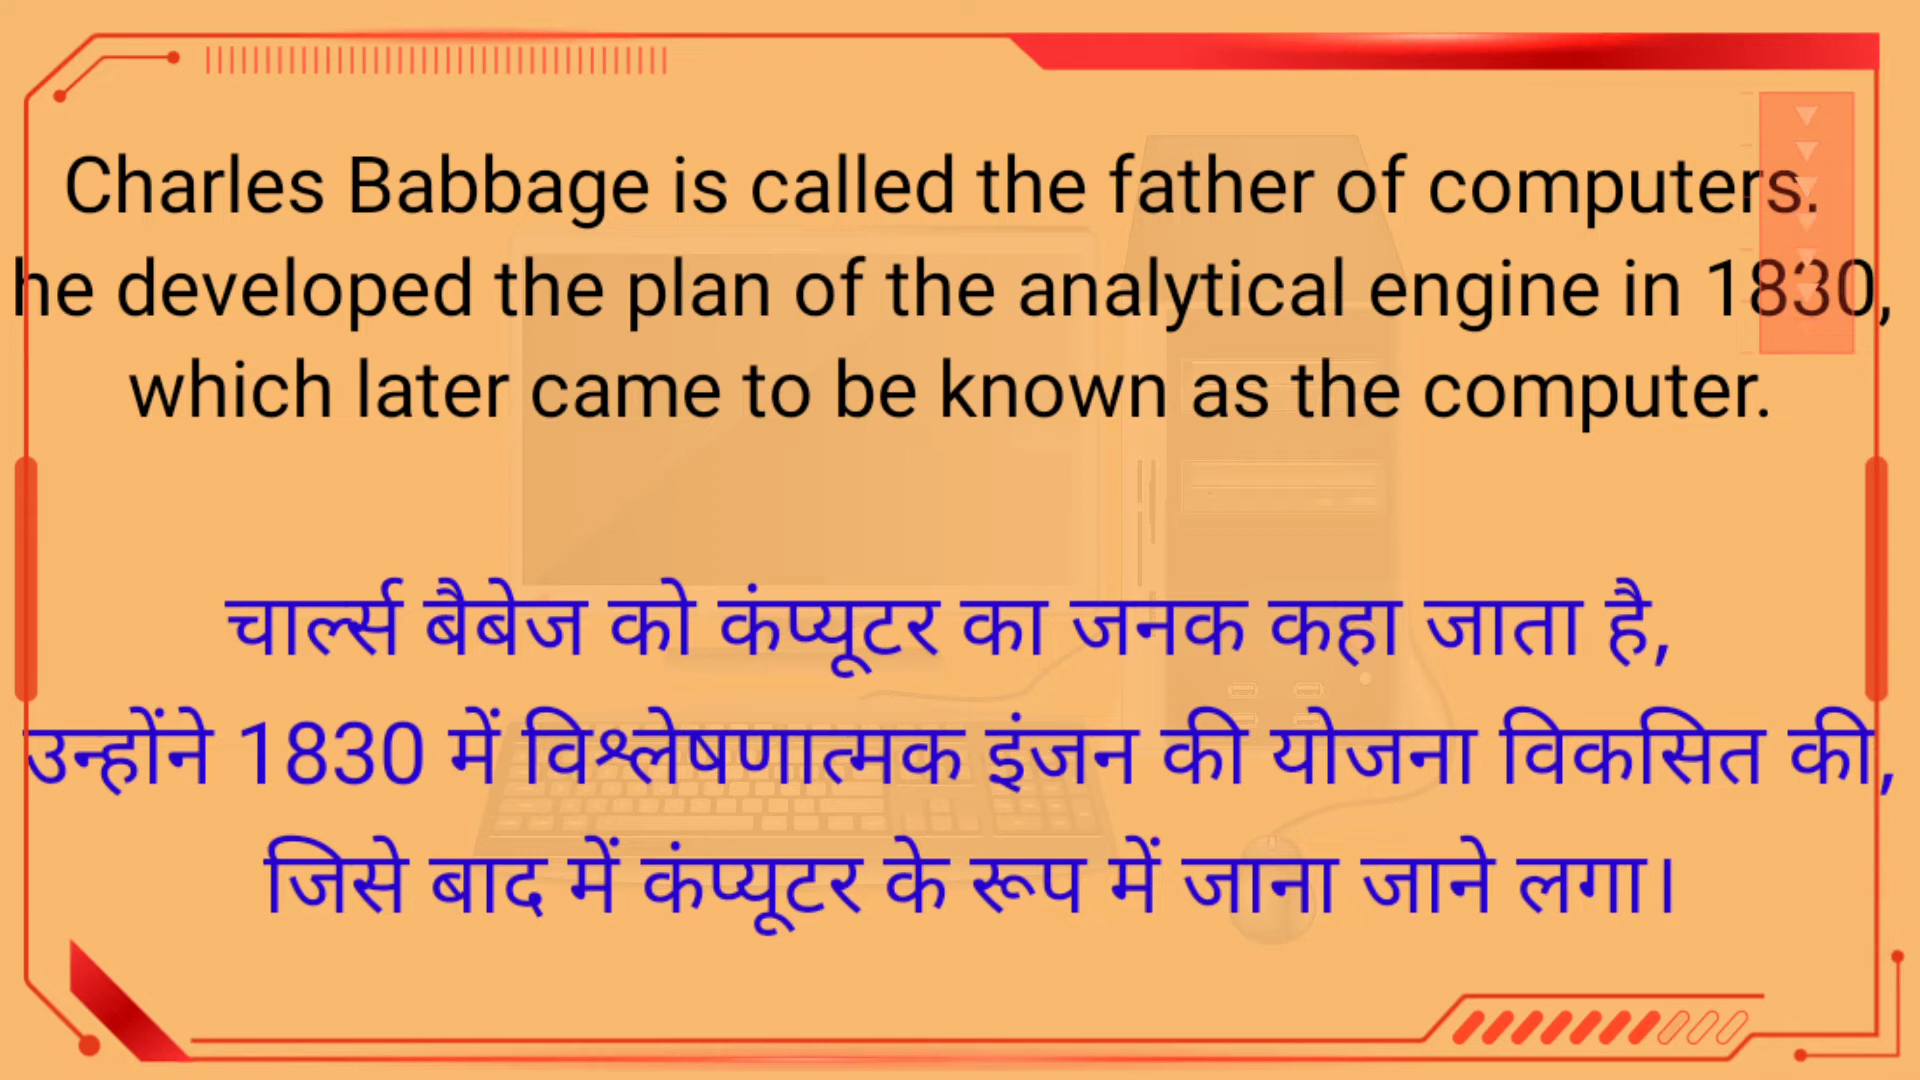 Charles Babbage is called the father of computers.
he developed the plan of the analytical engine in 1830,
which later came to be known as the computer.
चार्ल्स बैबेज को कंप्यूटर का जनक कहा जाता है,
उन्होंने 1830 में विश्लेषणात्मक इंजन की योजना विकसित की,
जिसे बाद में कंप्यूटर के रूप में जाना जाने लगा।